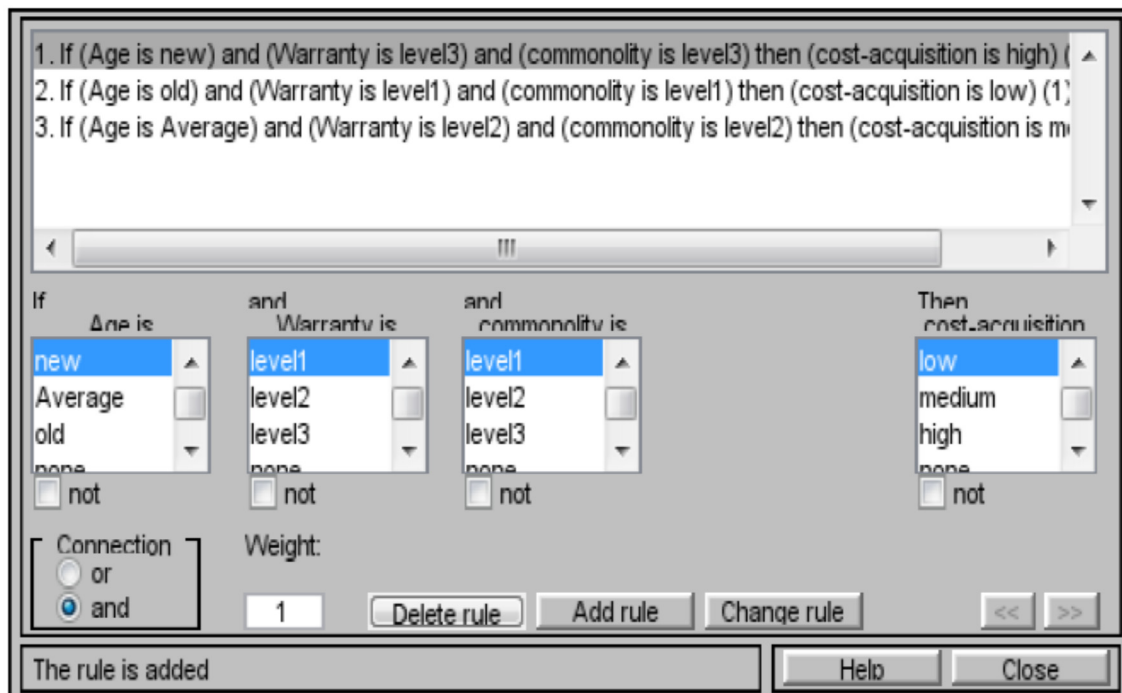 1. If (Age is new) and (Warranty is level3) and (commonolity is level3) then (cost-acquisition is high) (
2. If (Age is old) and (Warranty is level1) and (commonolity is level1) then (cost-acquisition is low) (1)
3. If (Age is Average) and (Warranty is level2) and (commonolity is level2) then (cost-acquisition is m
If and and Then
Age is Warranty is commonolity is cost-acquisition
new level1 level1 low
Average level2 level2 medium
old level3 level3 high
none none none none
not not not not
Connection Weight:
or
and 1 Delete rule Add rule Change rule << >>
The rule is added Help Close